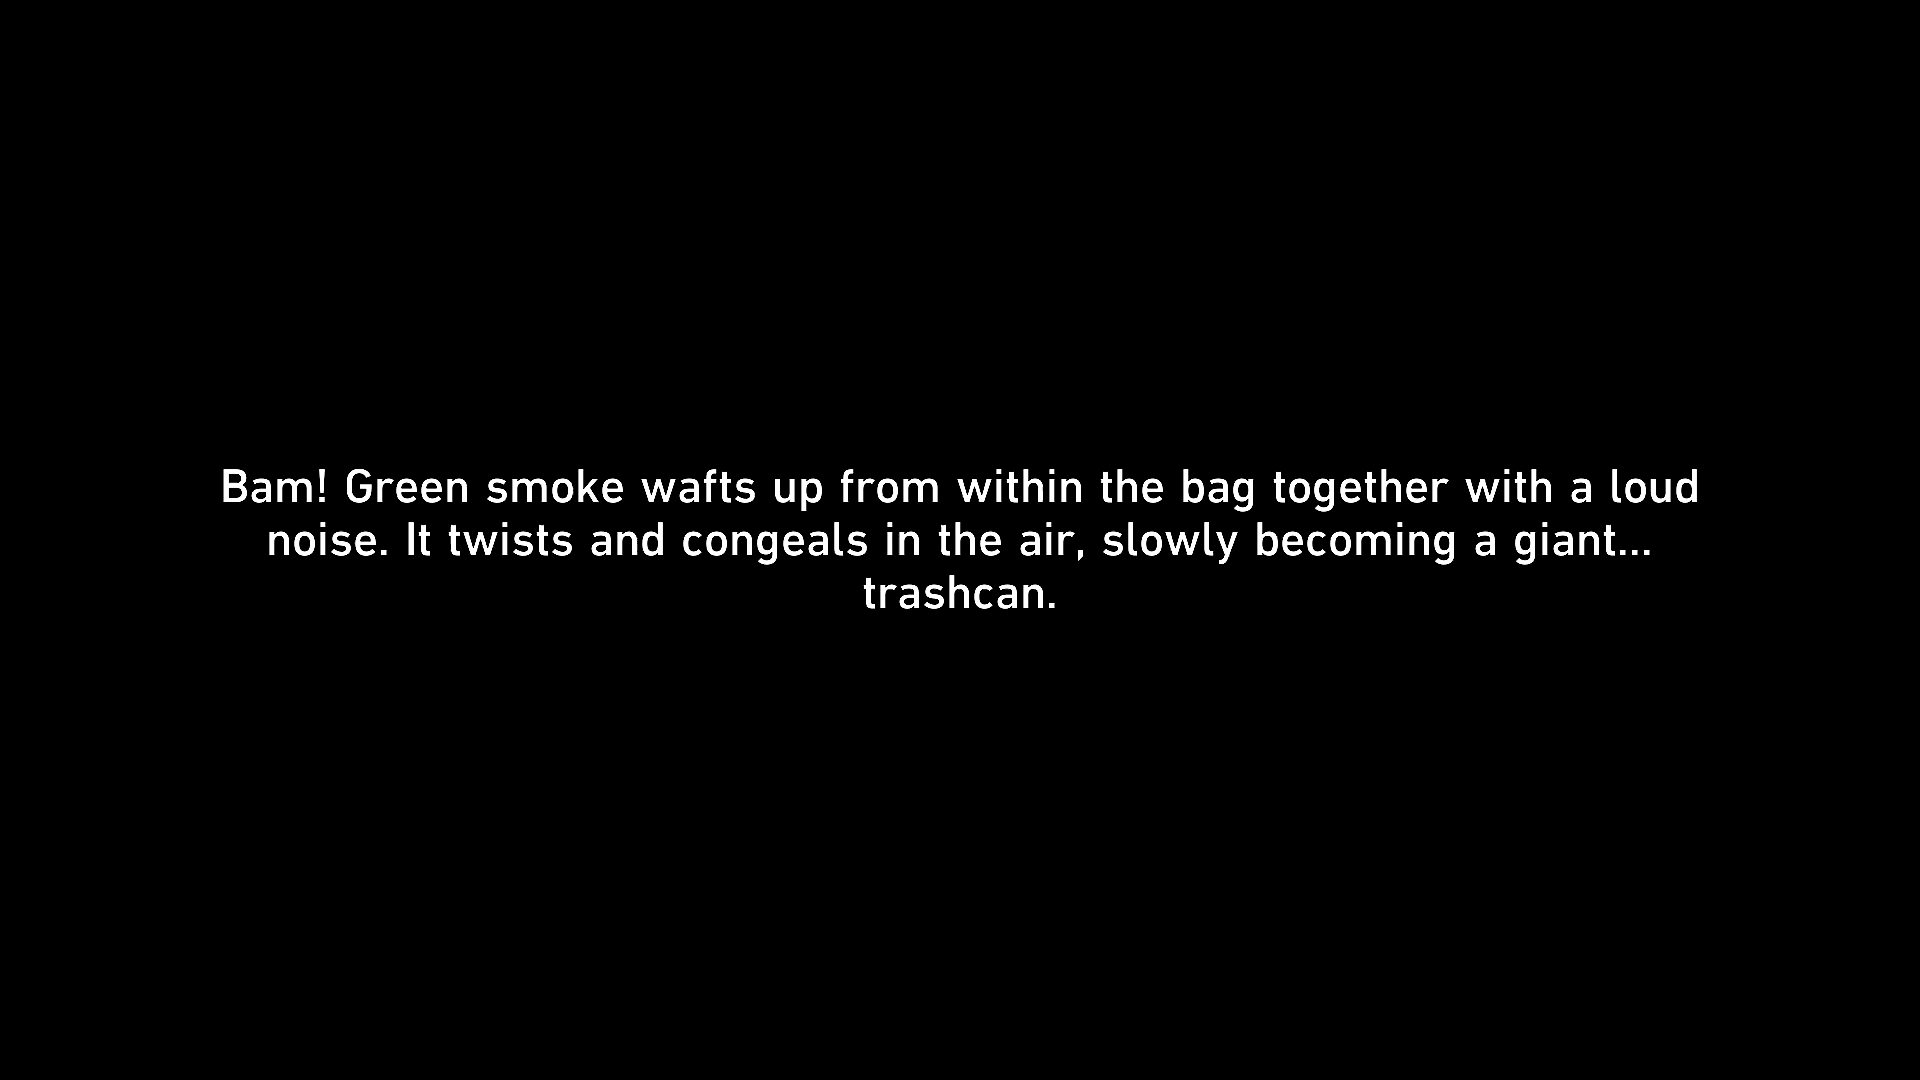 Bam! Green smoke wafts up from within the bag together with a loud
noise. It twists and congeals in the air, slowly becoming a giant...
trashcan.